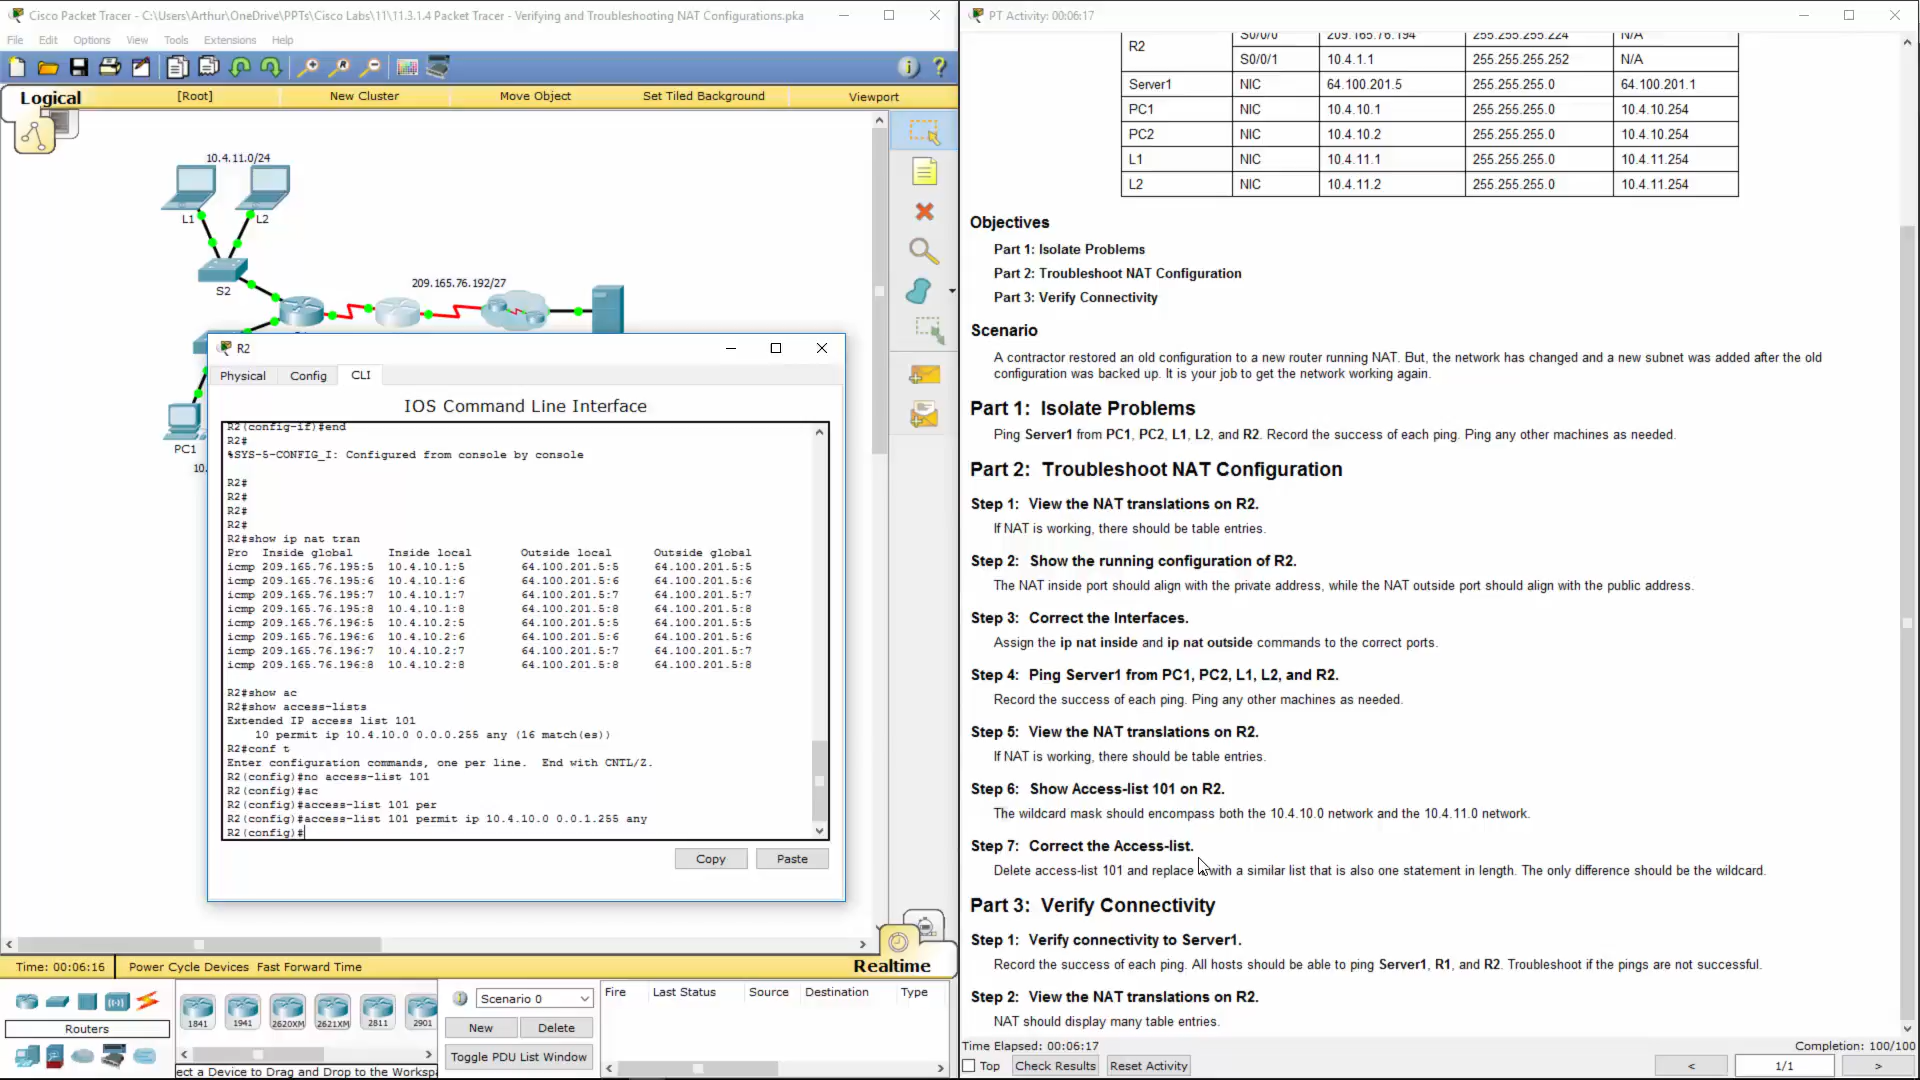 Cisco Packet Tracer - C:\Users\Arthur\OneDrive\PPTs\Cisco Labs\11\11.3.1.4 Packet Tracer - Verifying and Troubleshooting NAT Configurations.pka
File Edit Options View Tools Extensions Help
Logical [Root] New Cluster Move Object Set Tiled Background Viewport
10.4.11.0/24
L1 L2
S2
209.165.76.192/27
PC1
10.
R2
Physical Config CLI
IOS Command Line Interface
R2(config-if)#end
R2#
%SYS-5-CONFIG_I: Configured from console by console
R2#
R2#
R2#
R2#
R2#show ip nat tran
Pro Inside global Inside local Outside local Outside global
icmp 209.165.76.195:5 10.4.10.1:5 64.100.201.5:5 64.100.201.5:5
icmp 209.165.76.195:6 10.4.10.1:6 64.100.201.5:6 64.100.201.5:6
icmp 209.165.76.195:7 10.4.10.1:7 64.100.201.5:7 64.100.201.5:7
icmp 209.165.76.195:8 10.4.10.1:8 64.100.201.5:8 64.100.201.5:8
icmp 209.165.76.196:5 10.4.10.2:5 64.100.201.5:5 64.100.201.5:5
icmp 209.165.76.196:6 10.4.10.2:6 64.100.201.5:6 64.100.201.5:6
icmp 209.165.76.196:7 10.4.10.2:7 64.100.201.5:7 64.100.201.5:7
icmp 209.165.76.196:8 10.4.10.2:8 64.100.201.5:8 64.100.201.5:8
R2#show ac
R2#show access-lists
Extended IP access list 101
10 permit ip 10.4.10.0 0.0.0.255 any (16 match(es))
R2#conf t
Enter configuration commands, one per line. End with CNTL/Z.
R2(config)#no access-list 101
R2(config)#ac
R2(config)#access-list 101 per
R2(config)#access-list 101 permit ip 10.4.10.0 0.0.1.255 any
R2(config)#
Copy Paste
Realtime
Time: 00:06:16 Power Cycle Devices Fast Forward Time
Routers
1841 1941 2620XM 2621XM 2811 2901
Scenario 0
New Delete
Toggle PDU List Window
Fire Last Status Source Destination Type
ect a Device to Drag and Drop to the Workspa
PT Activity: 00:06:17
R2 S0/0/0 209.165.76.194 255.255.255.224 N/A
S0/0/1 10.4.1.1 255.255.255.252 N/A
Server1 NIC 64.100.201.5 255.255.255.0 64.100.201.1
PC1 NIC 10.4.10.1 255.255.255.0 10.4.10.254
PC2 NIC 10.4.10.2 255.255.255.0 10.4.10.254
L1 NIC 10.4.11.1 255.255.255.0 10.4.11.254
L2 NIC 10.4.11.2 255.255.255.0 10.4.11.254
Objectives
Part 1: Isolate Problems
Part 2: Troubleshoot NAT Configuration
Part 3: Verify Connectivity
Scenario
A contractor restored an old configuration to a new router running NAT. But, the network has changed and a new subnet was added after the old
configuration was backed up. It is your job to get the network working again.
Part 1: Isolate Problems
Ping Server1 from PC1, PC2, L1, L2, and R2. Record the success of each ping. Ping any other machines as needed.
Part 2: Troubleshoot NAT Configuration
Step 1: View the NAT translations on R2.
If NAT is working, there should be table entries.
Step 2: Show the running configuration of R2.
The NAT inside port should align with the private address, while the NAT outside port should align with the public address.
Step 3: Correct the Interfaces.
Assign the ip nat inside and ip nat outside commands to the correct ports.
Step 4: Ping Server1 from PC1, PC2, L1, L2, and R2.
Record the success of each ping. Ping any other machines as needed.
Step 5: View the NAT translations on R2.
If NAT is working, there should be table entries.
Step 6: Show Access-list 101 on R2.
The wildcard mask should encompass both the 10.4.10.0 network and the 10.4.11.0 network.
Step 7: Correct the Access-list.
Delete access-list 101 and replace with a similar list that is also one statement in length. The only difference should be the wildcard.
Part 3: Verify Connectivity
Step 1: Verify connectivity to Server1.
Record the success of each ping. All hosts should be able to ping Server1, R1, and R2. Troubleshoot if the pings are not successful.
Step 2: View the NAT translations on R2.
NAT should display many table entries.
Time Elapsed: 00:06:17 Completion: 100/100
Top Check Results Reset Activity < 1/1 >